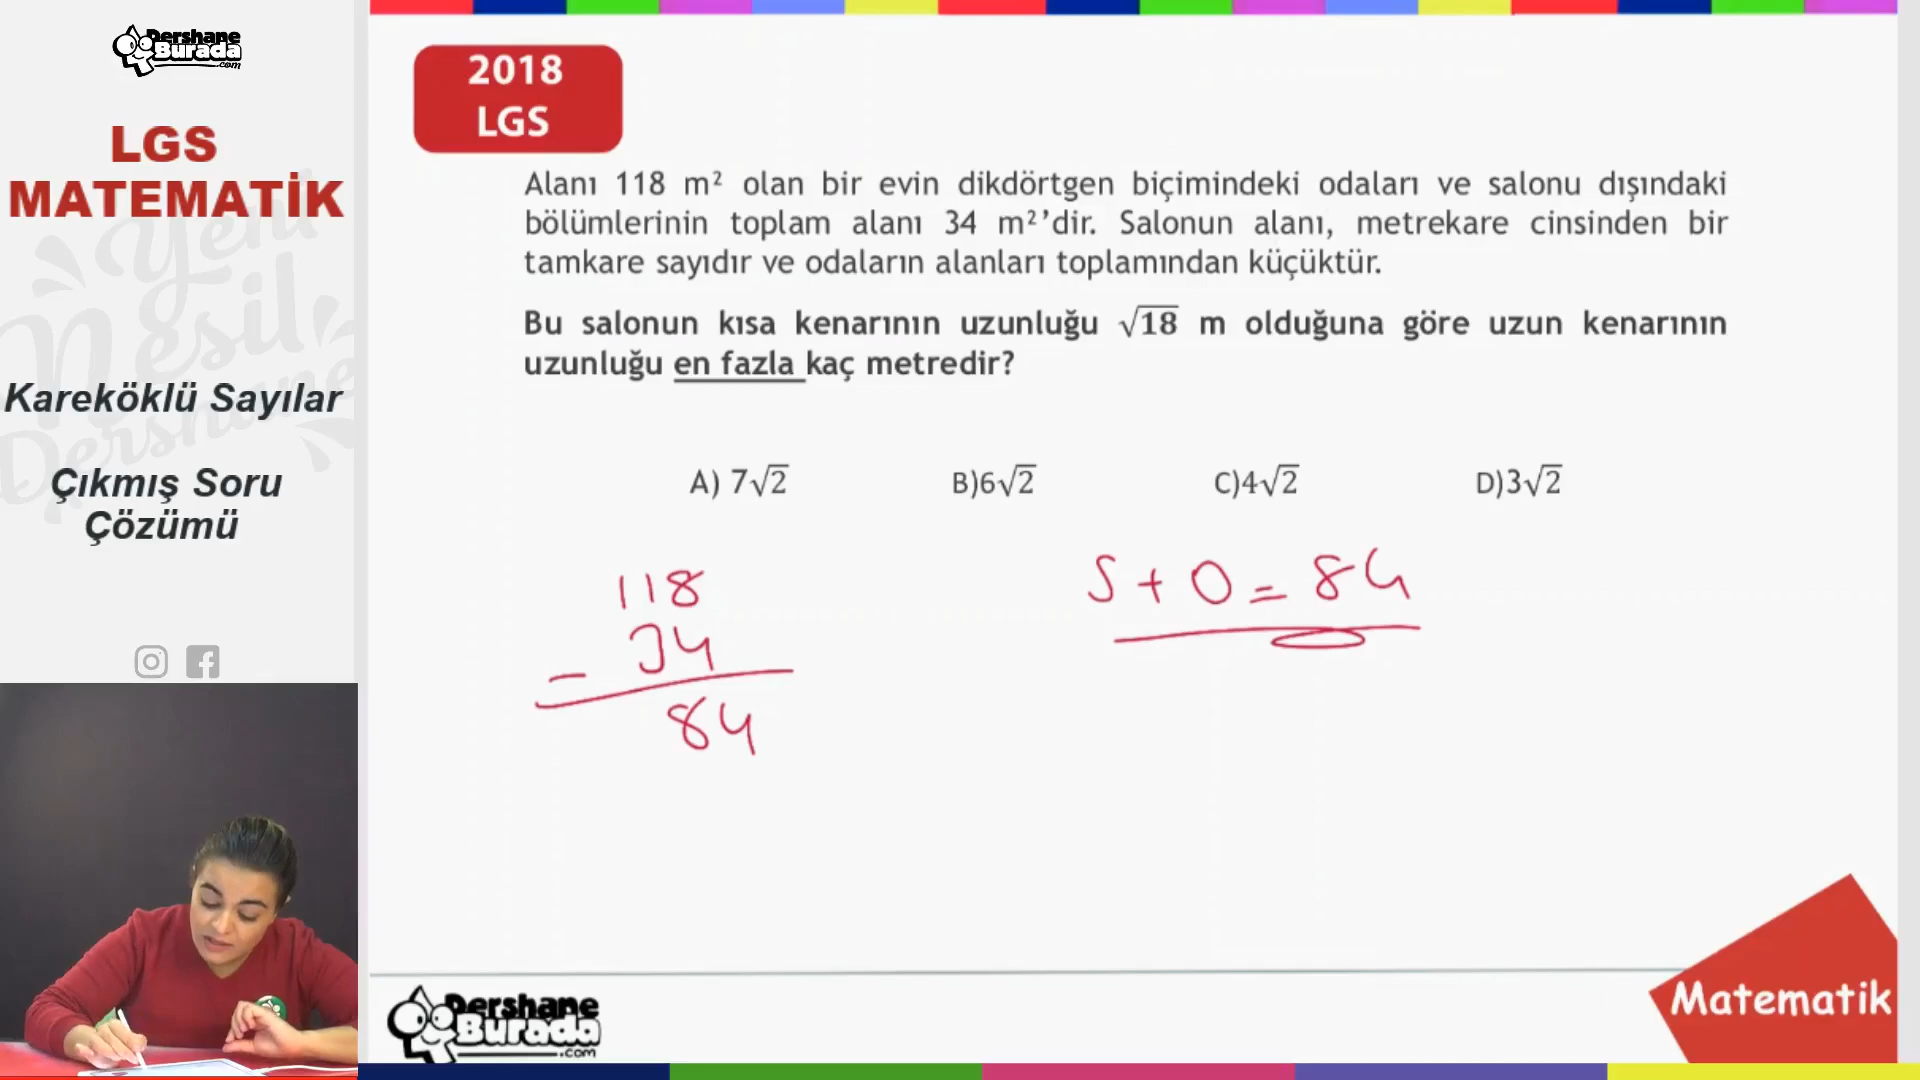 Dershane
Burada
.com
LGS
MATEMATİK
Yeni
Nesil
Dershane
Kareköklü Sayılar
Çıkmış Soru
Çözümü
2018
LGS
Alanı 118 m² olan bir evin dikdörtgen biçimindeki odaları ve salonu dışındaki
bölümlerinin toplam alanı 34 m²’dir. Salonun alanı, metrekare cinsinden bir
tamkare sayıdır ve odaların alanları toplamından küçüktür.
Bu salonun kısa kenarının uzunluğu √18 m olduğuna göre uzun kenarının
uzunluğu en fazla kaç metredir?
A) 7√2 B)6√2 C)4√2 D)3√2
118
- 34
84
S + O = 84
Dershane
Burada
.com
Matematik